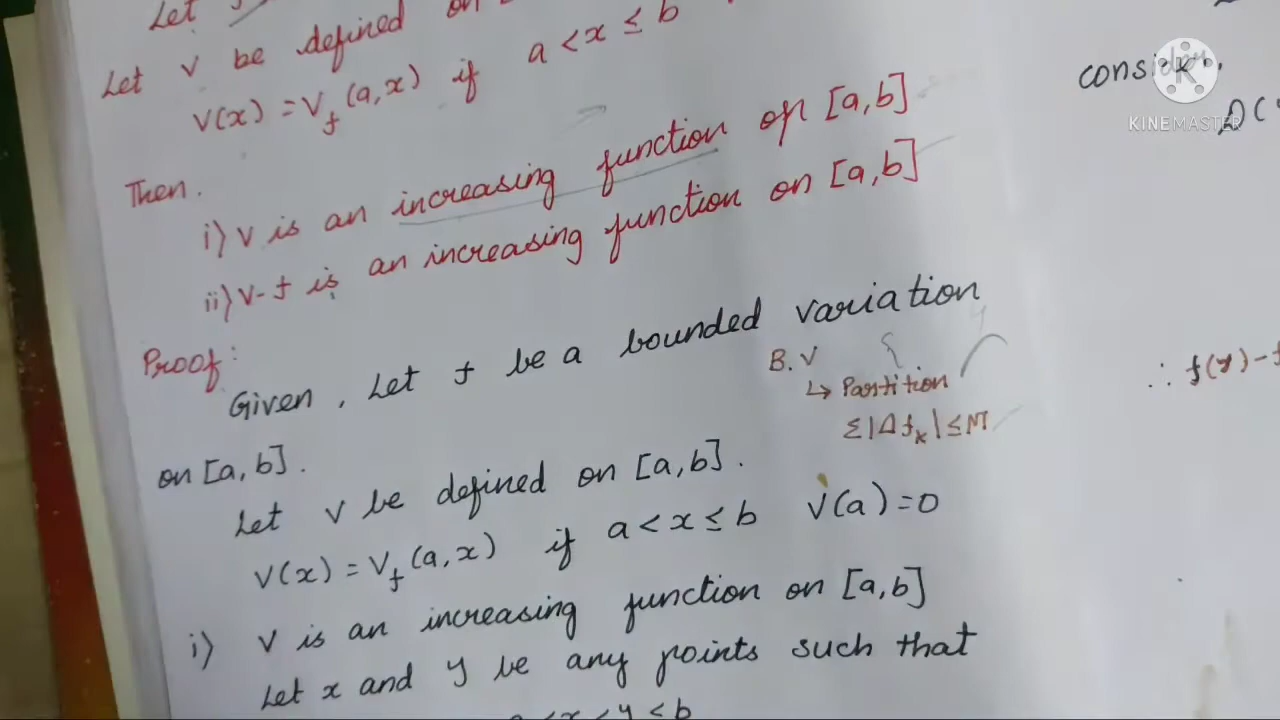 Let
Let V be defined on
V(x) = V_f (a, x) if a < x ≤ b
Then.
i) V is an increasing function on [a, b]
ii) V - f is an increasing function on [a, b]
Proof:
Given, Let f be a bounded variation
on [a, b].
B. V
↳ Partition
Σ|Δf_k| ≤ M
Let V be defined on [a, b].
V(x) = V_f (a, x) if a < x ≤ b V(a) = 0
i) V is an increasing function on [a, b]
Let x and y be any points such that
< x < y < b
KINEMASTER
∴ f(y) -